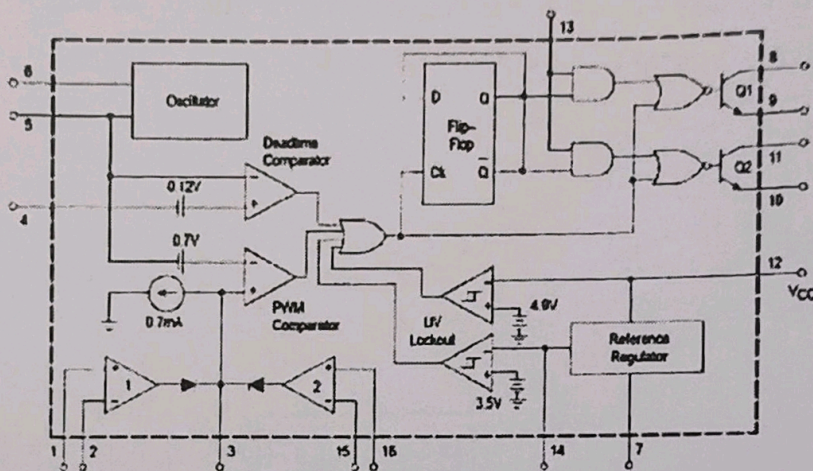 13
6
Oscillator
8
D
Q
Q1
5
Flip-
Flop
9
Deadtime
Comparator
11
0.12V
Ck
Q
Q2
4
10
0.7V
12
VCC
4.9V
0.7mA
PWM
Comparator
UV
Lockout
Reference
Regulator
1
2
3.5V
1
2
3
15
16
14
7